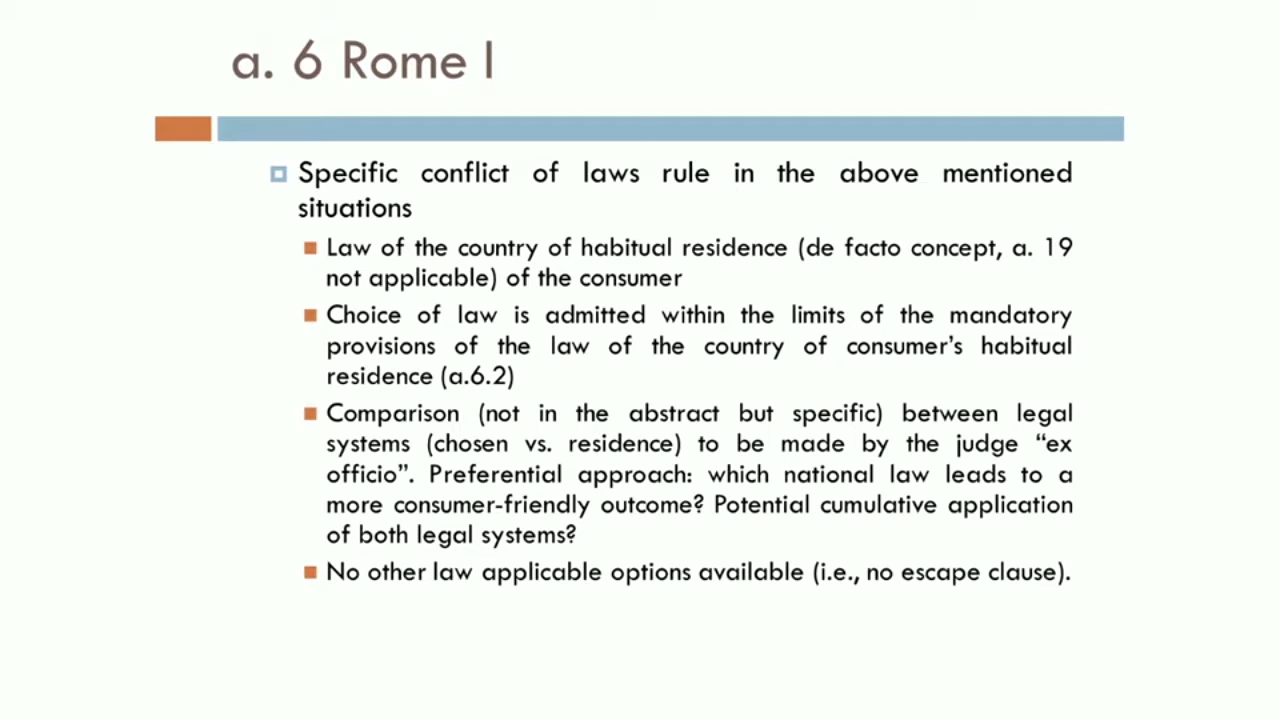 a. 6 Rome I
Specific conflict of laws rule in the above mentioned
situations
Law of the country of habitual residence (de facto concept, a. 19
not applicable) of the consumer
Choice of law is admitted within the limits of the mandatory
provisions of the law of the country of consumer's habitual
residence (a.6.2)
Comparison (not in the abstract but specific) between legal
systems (chosen vs. residence) to be made by the judge “ex
officio”. Preferential approach: which national law leads to a
more consumer-friendly outcome? Potential cumulative application
of both legal systems?
No other law applicable options available (i.e., no escape clause).